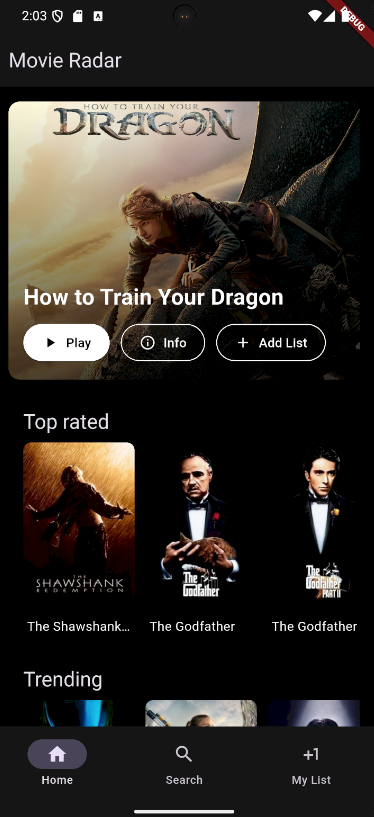 2:03
DEBUG
Movie Radar
HOW TO TRAIN YOUR
DRAGON
How to Train Your Dragon
Play
Info
Add List
Top rated
THE
SHAWSHANK
REDEMPTION
The
Godfather
The
Godfather
PART II
The Shawshank...
The Godfather
The Godfather
Trending
+1
Home
Search
My List